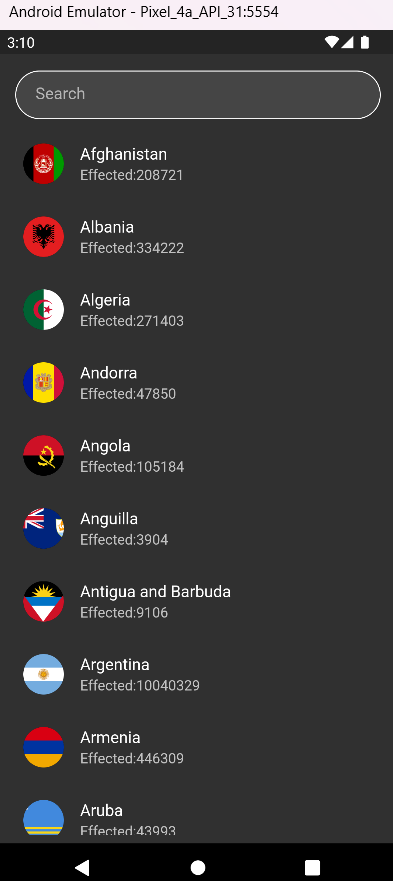 Android Emulator - Pixel_4a_API_31:5554
3:10
Search
Afghanistan
Effected:208721
Albania
Effected:334222
Algeria
Effected:271403
Andorra
Effected:47850
Angola
Effected:105184
Anguilla
Effected:3904
Antigua and Barbuda
Effected:9106
Argentina
Effected:10040329
Armenia
Effected:446309
Aruba
Effected:43993